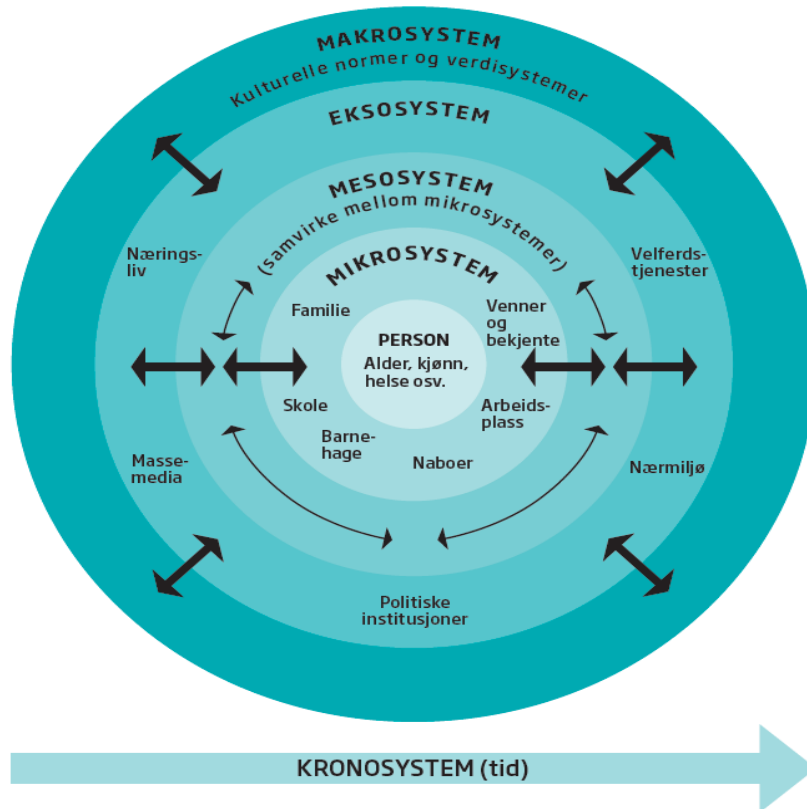 MAKROSYSTEM
Kulturelle normer og verdisystemer
EKSOSYSTEM
MESOSYSTEM
(samvirke mellom mikrosystemer)
MIKROSYSTEM
Nærings-
liv
Velferds-
tjenester
Familie
Venner
og
bekjente
PERSON
Alder, kjønn,
helse osv.
Skole
Arbeids-
plass
Barne-
hage
Naboer
Masse-
media
Nærmiljø
Politiske
institusjoner
KRONOSYSTEM (tid)